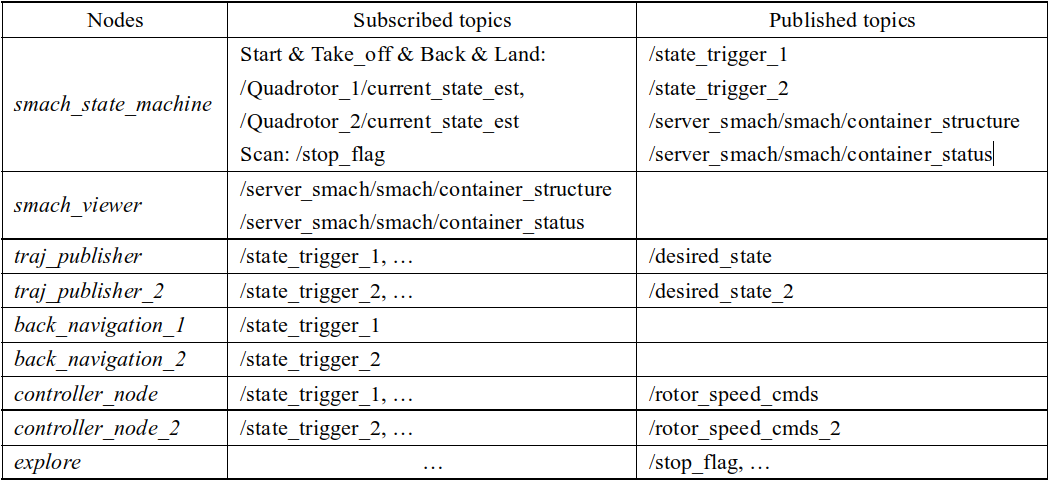 Nodes Subscribed topics Published topics
smach_state_machine
Start & Take_off & Back & Land:
/Quadrotor_1/current_state_est,
/Quadrotor_2/current_state_est
Scan: /stop_flag
/state_trigger_1
/state_trigger_2
/server_smach/smach/container_structure
/server_smach/smach/container_status
smach_viewer
/server_smach/smach/container_structure
/server_smach/smach/container_status
traj_publisher /state_trigger_1, … /desired_state
traj_publisher_2 /state_trigger_2, … /desired_state_2
back_navigation_1 /state_trigger_1
back_navigation_2 /state_trigger_2
controller_node /state_trigger_1, … /rotor_speed_cmds
controller_node_2 /state_trigger_2, … /rotor_speed_cmds_2
explore … /stop_flag, …